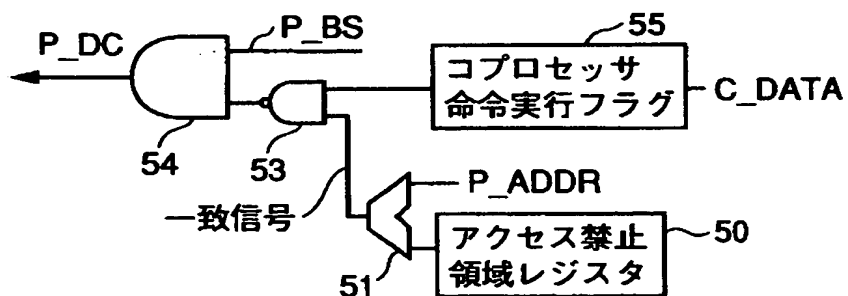 P_DC
P_BS
55
コプロセッサ
命令実行フラグ
C_DATA
54
53
一致信号
P_ADDR
51
アクセス禁止
領域レジスタ
50